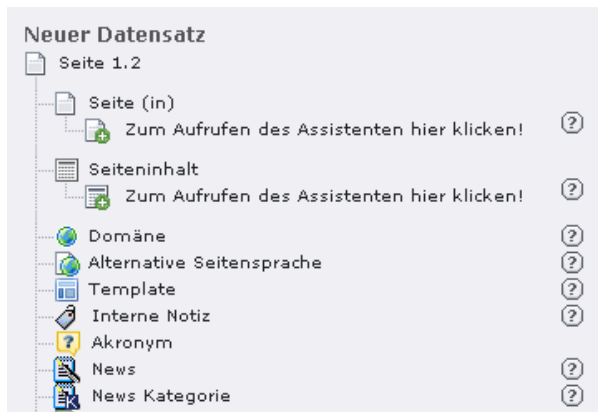 Neuer Datensatz
Seite 1.2
Seite (in)
Zum Aufrufen des Assistenten hier klicken!
Seiteninhalt
Zum Aufrufen des Assistenten hier klicken!
Domäne
Alternative Seitensprache
Template
Interne Notiz
Akronym
News
News Kategorie